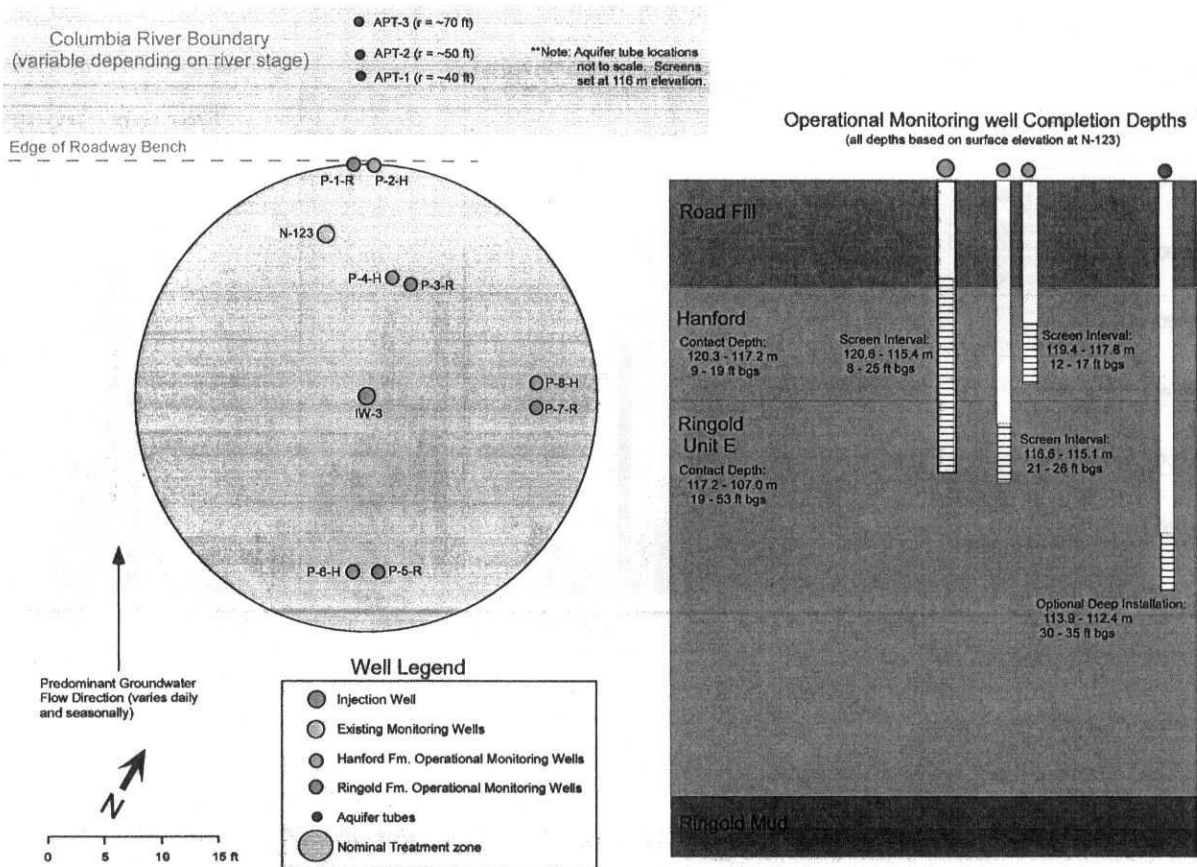 Columbia River Boundary
(variable depending on river stage)
APT-3 (r = ~70 ft)
APT-2 (r = ~50 ft)
APT-1 (r = ~40 ft)
**Note: Aquifer tube locations
not to scale. Screens
set at 116 m elevation.
Edge of Roadway Bench
P-1-R
P-2-H
N-123
P-4-H
P-3-R
P-8-H
P-7-R
IW-3
P-6-H
P-5-R
Predominant Groundwater
Flow Direction (varies daily
and seasonally)
N
0 5 10 15 ft
Well Legend
Injection Well
Existing Monitoring Wells
Hanford Fm. Operational Monitoring Wells
Ringold Fm. Operational Monitoring Wells
Aquifer tubes
Nominal Treatment zone
Operational Monitoring well Completion Depths
(all depths based on surface elevation at N-123)
Road Fill
Hanford
Contact Depth:
120.3 - 117.2 m
9 - 19 ft bgs
Screen Interval:
120.6 - 115.4 m
8 - 25 ft bgs
Screen Interval:
119.4 - 117.8 m
12 - 17 ft bgs
Ringold
Unit E
Contact Depth:
117.2 - 107.0 m
19 - 53 ft bgs
Screen Interval:
116.6 - 115.1 m
21 - 26 ft bgs
Optional Deep Installation:
113.9 - 112.4 m
30 - 35 ft bgs
Ringold Mud